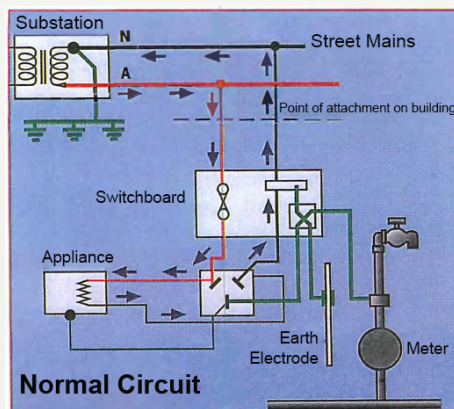 Substation
N
Street Mains
A
Point of attachment on building
Switchboard
Appliance
Earth
Electrode
Meter
Normal Circuit